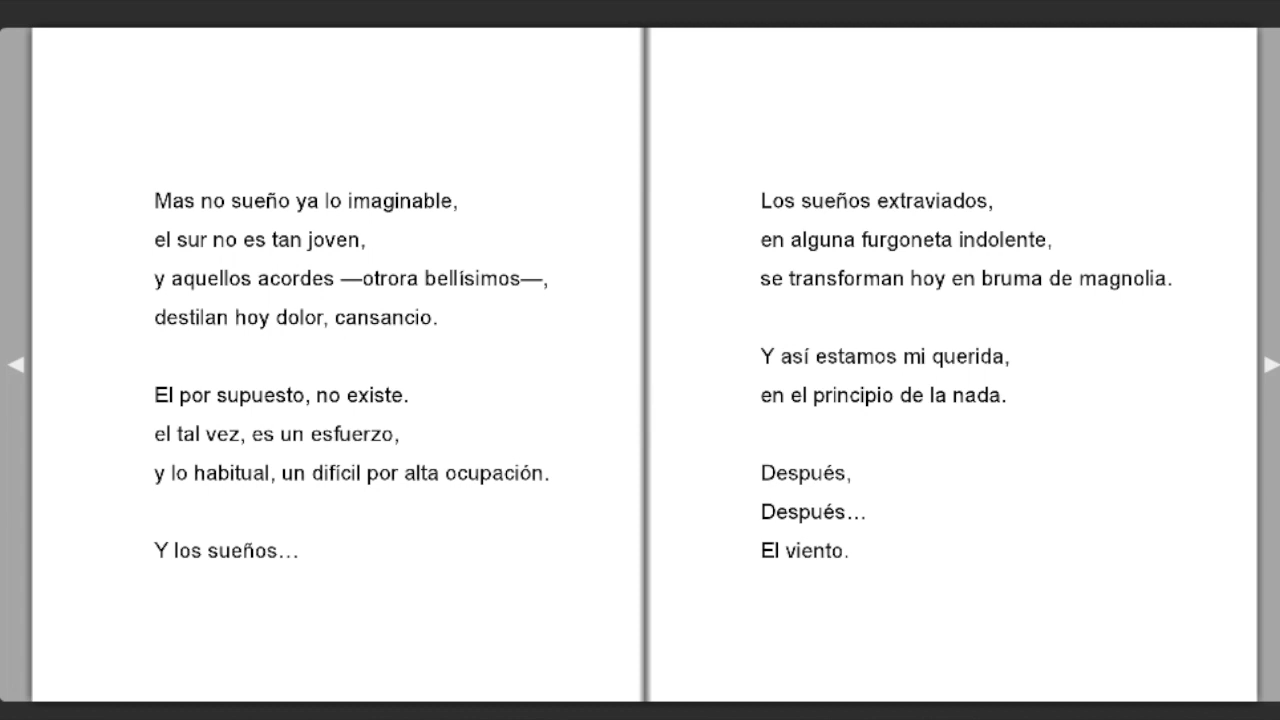 Mas no sueño ya lo imaginable,
el sur no es tan joven,
y aquellos acordes —otrora bellísimos—,
destilan hoy dolor, cansancio.
El por supuesto, no existe.
el tal vez, es un esfuerzo,
y lo habitual, un difícil por alta ocupación.
Y los sueños…
Los sueños extraviados,
en alguna furgoneta indolente,
se transforman hoy en bruma de magnolia.
Y así estamos mi querida,
en el principio de la nada.
Después,
Después…
El viento.